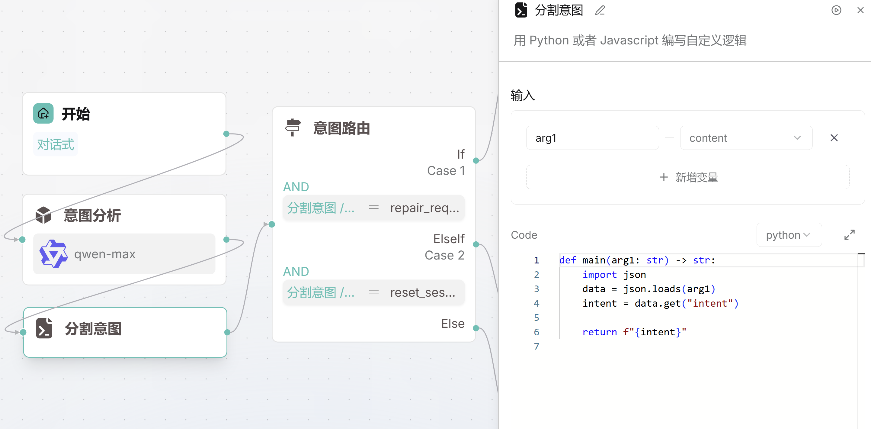 开始
对话式
意图分析
qwen-max
分割意图
意图路由
If
Case 1
AND
分割意图 /... = repair_req...
ElseIf
Case 2
AND
分割意图 /... = reset_ses...
Else
分割意图
用 Python 或者 Javascript 编写自定义逻辑
输入
arg1
content
+ 新增变量
Code
python
1 def main(arg1: str) -> str:
2     import json
3     data = json.loads(arg1)
4     intent = data.get("intent")
5
6     return f"{intent}"
7